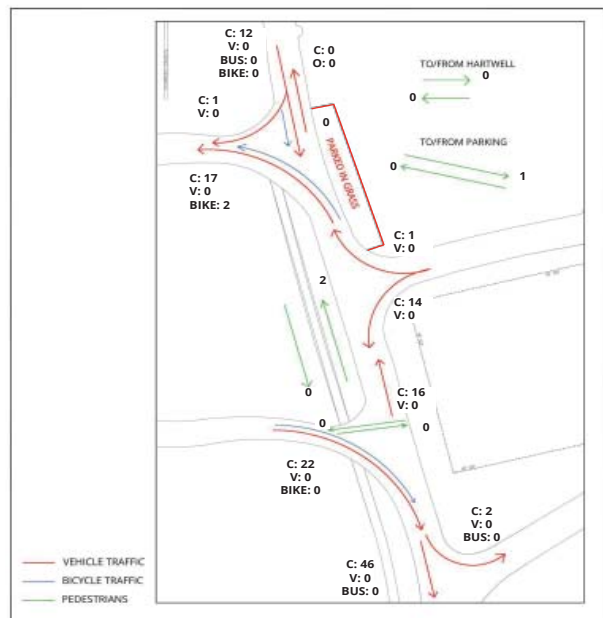 C: 12
V: 0
BUS: 0
BIKE: 0
C: 0
O: 0
TO/FROM HARTWELL
0
0
C: 1
V: 0
0
PARKED IN GRASS
TO/FROM PARKING
0
1
C: 17
V: 0
BIKE: 2
C: 1
V: 0
2
C: 14
V: 0
0
C: 16
V: 0
0
0
C: 22
V: 0
BIKE: 0
C: 2
V: 0
BUS: 0
C: 46
V: 0
BUS: 0
VEHICLE TRAFFIC
BICYCLE TRAFFIC
PEDESTRIANS